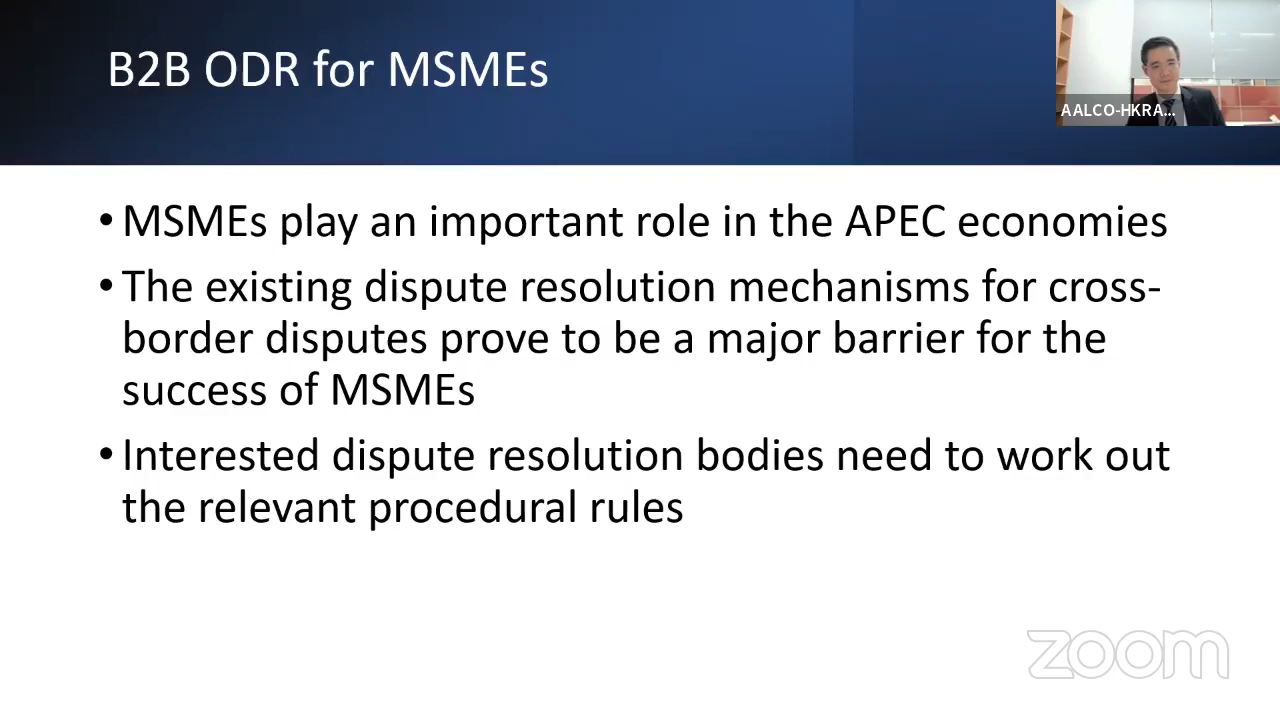 B2B ODR for MSMEs
AALCO-HKRA...
• MSMEs play an important role in the APEC economies
• The existing dispute resolution mechanisms for cross-
border disputes prove to be a major barrier for the
success of MSMEs
• Interested dispute resolution bodies need to work out
the relevant procedural rules
zoom